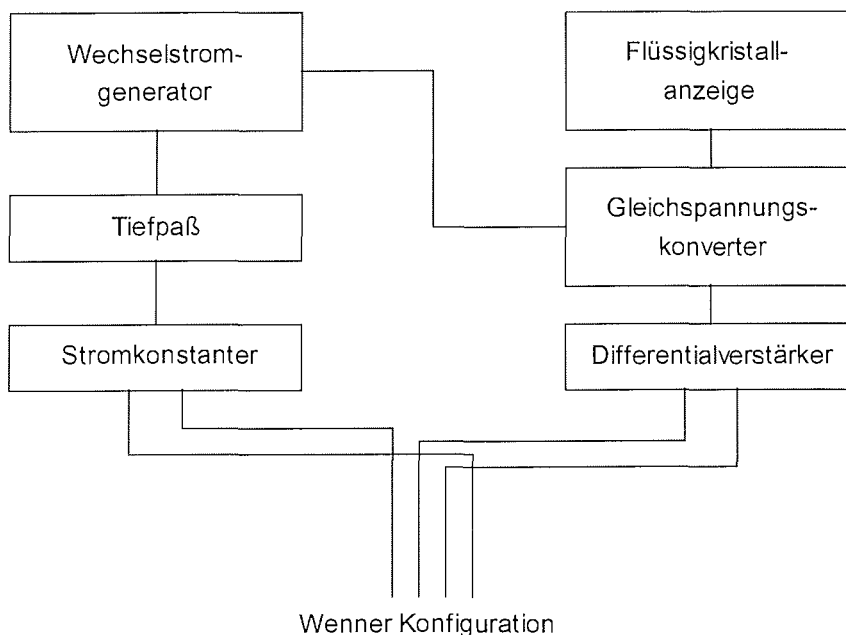 Wechselstrom-
generator
Tiefpaß
Stromkonstanter
Flüssigkristall-
anzeige
Gleichspannungs-
konverter
Differentialverstärker
Wenner Konfiguration